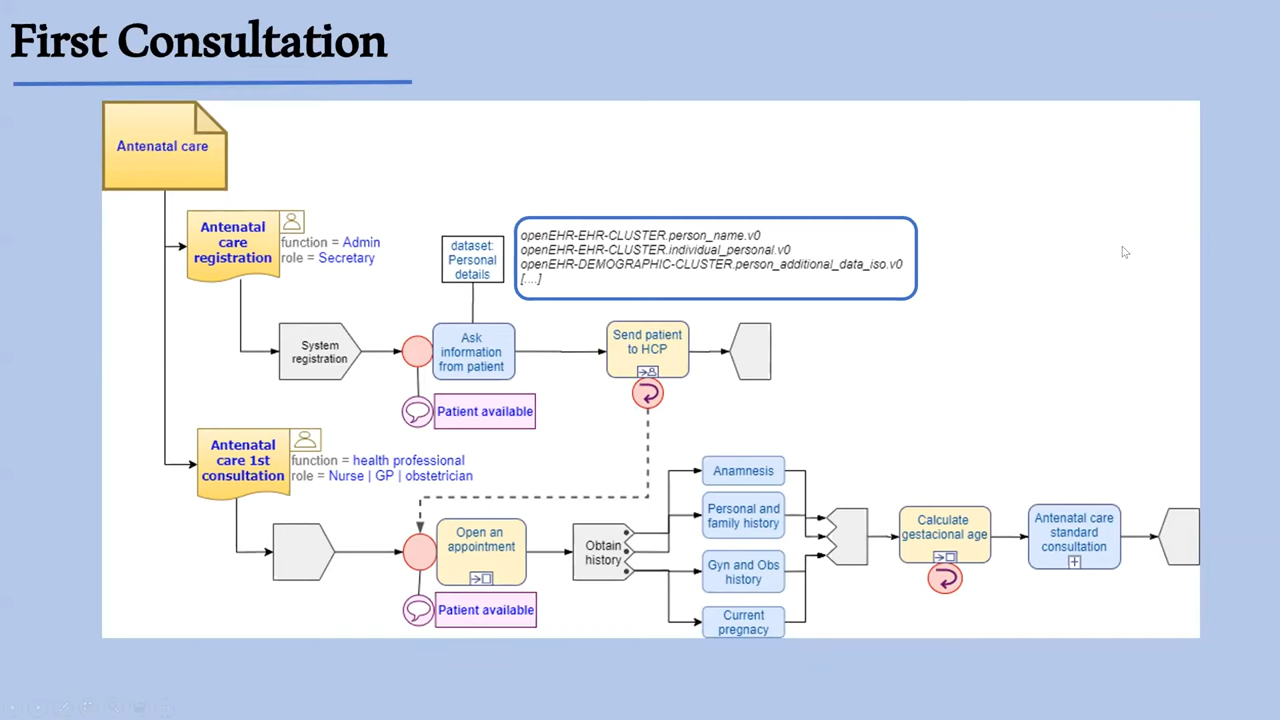 First Consultation
Antenatal care
Antenatal
care
registration
function = Admin
role = Secretary
dataset:
Personal
details
openEHR-EHR-CLUSTER.person_name.v0
openEHR-EHR-CLUSTER.individual_personal.v0
openEHR-DEMOGRAPHIC-CLUSTER.person_additional_data_iso.v0
[....]
System
registration
Ask
information
from patient
Send patient
to HCP
Patient available
Antenatal
care 1st
consultation
function = health professional
role = Nurse | GP | obstetrician
Open an
appointment
Patient available
Obtain
history
Anamnesis
Personal and
family history
Gyn and Obs
history
Current
pregnacy
Calculate
gestacional age
Antenatal care
standard
consultation